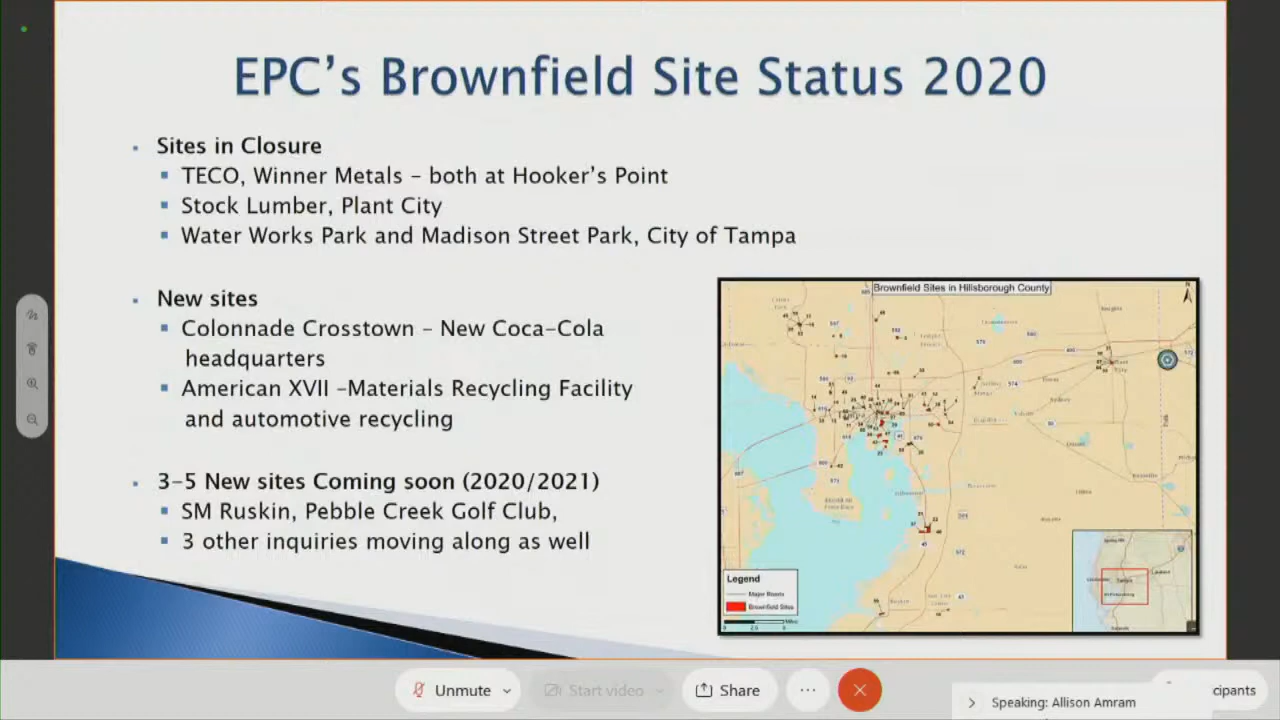 EPC's Brownfield Site Status 2020
Sites in Closure
TECO, Winner Metals – both at Hooker's Point
Stock Lumber, Plant City
Water Works Park and Madison Street Park, City of Tampa
New sites
Colonnade Crosstown – New Coca-Cola
headquarters
American XVII –Materials Recycling Facility
and automotive recycling
3-5 New sites Coming soon (2020/2021)
SM Ruskin, Pebble Creek Golf Club,
3 other inquiries moving along as well
Brownfield Sites in Hillsborough County
N
Legend
Major Roads
Brownfield Sites
Unmute
Start video
Share
cipants
Speaking: Allison Amram